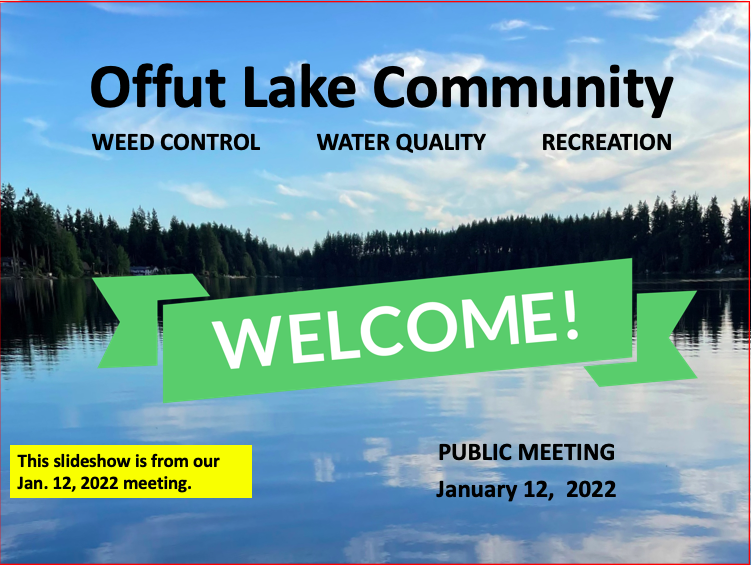 Offut Lake Community
WEED CONTROL WATER QUALITY RECREATION
WELCOME!
This slideshow is from our
Jan. 12, 2022 meeting.
PUBLIC MEETING
January 12, 2022